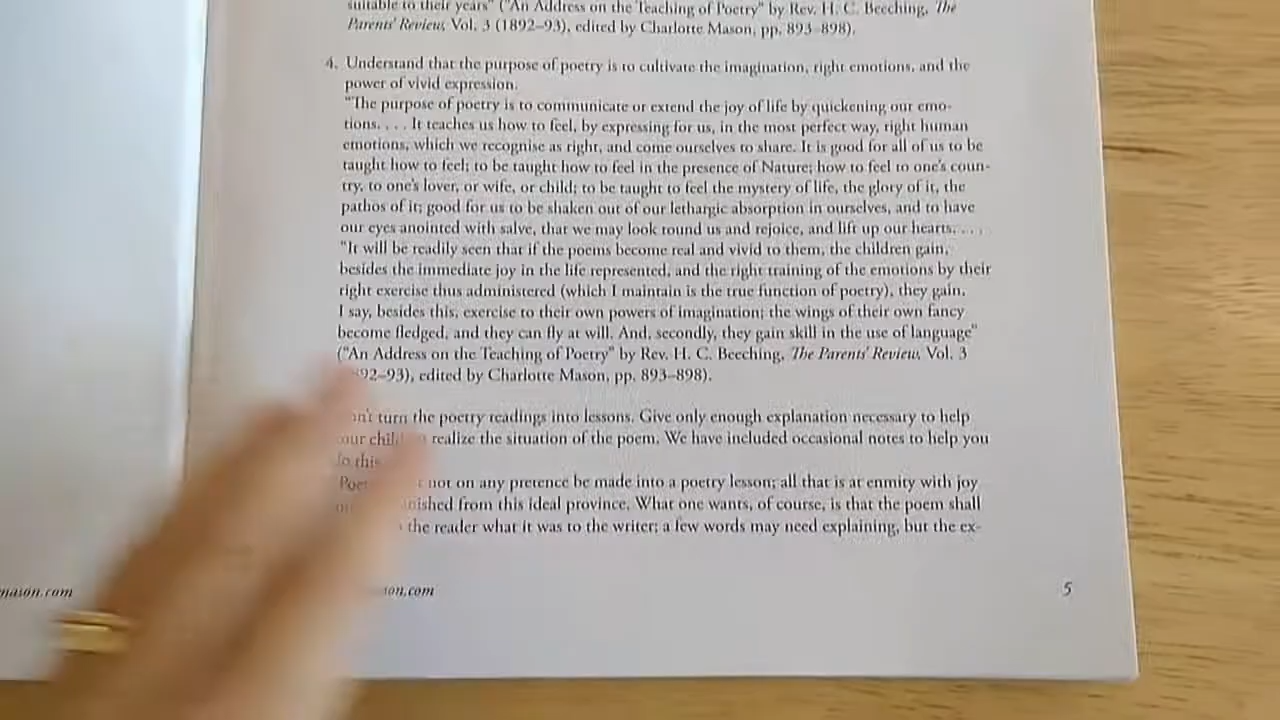 suitable to their years" ("An Address on the Teaching of Poetry" by Rev. H. C. Beeching, The
Parents' Review, Vol. 3 (1892–93), edited by Charlotte Mason, pp. 893–898).
4. Understand that the purpose of poetry is to cultivate the imagination, right emotions, and the
power of vivid expression.
"The purpose of poetry is to communicate or extend the joy of life by quickening our emo-
tions. . . . It teaches us how to feel, by expressing for us, in the most perfect way, right human
emotions, which we recognise as right, and come ourselves to share. It is good for all of us to be
taught how to feel; to be taught how to feel in the presence of Nature; how to feel to one's coun-
try, to one's lover, or wife, or child; to be taught to feel the mystery of life, the glory of it, the
pathos of it; good for us to be shaken out of our lethargic absorption in ourselves, and to have
our eyes anointed with salve, that we may look round us and rejoice, and lift up our hearts. . . .
"It will be readily seen that if the poems become real and vivid to them, the children gain,
besides the immediate joy in the life represented, and the right training of the emotions by their
right exercise thus administered (which I maintain is the true function of poetry), they gain,
I say, besides this, exercise to their own powers of imagination; the wings of their own fancy
become fledged, and they can fly at will. And, secondly, they gain skill in the use of language"
("An Address on the Teaching of Poetry" by Rev. H. C. Beeching, The Parents' Review, Vol. 3
92–93), edited by Charlotte Mason, pp. 893–898).
turn the poetry readings into lessons. Give only enough explanation necessary to help
realize the situation of the poem. We have included occasional notes to help you
this
not on any pretence be made into a poetry lesson; all that is at enmity with joy
from this ideal province. What one wants, of course, is that the poem shall
the reader what it was to the writer; a few words may need explaining, but the ex-
mason.com
son.com
5